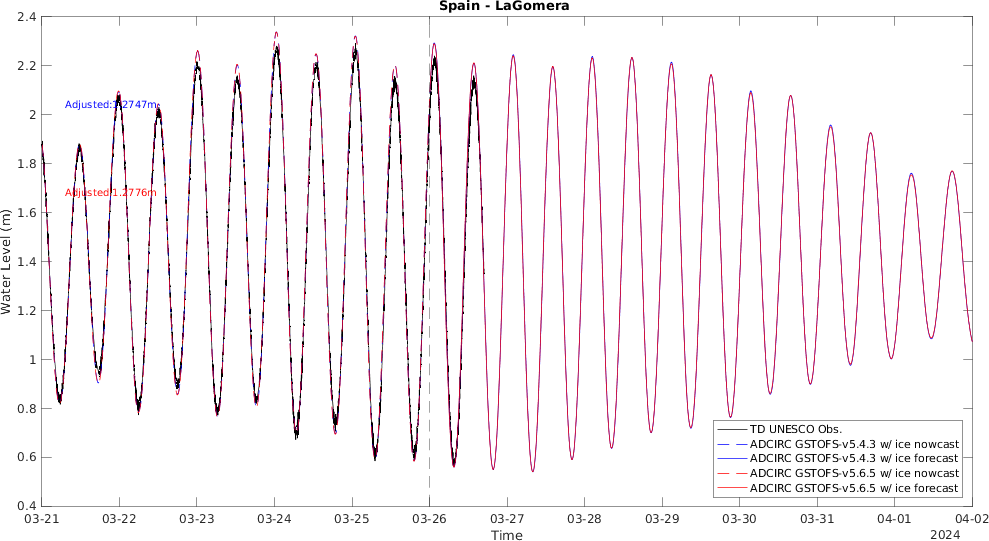 Spain - LaGomera
2.4
2.2
2
1.8
1.6
1.4
1.2
1
0.8
0.6
0.4
Water Level (m)
Adjusted:1.2747m
Adjusted:1.2776m
TD UNESCO Obs.
ADCIRC GSTOFS-v5.4.3 w/ ice nowcast
ADCIRC GSTOFS-v5.4.3 w/ ice forecast
ADCIRC GSTOFS-v5.6.5 w/ ice nowcast
ADCIRC GSTOFS-v5.6.5 w/ ice forecast
03-21 03-22 03-23 03-24 03-25 03-26 03-27 03-28 03-29 03-30 03-31 04-01 04-02
Time
2024